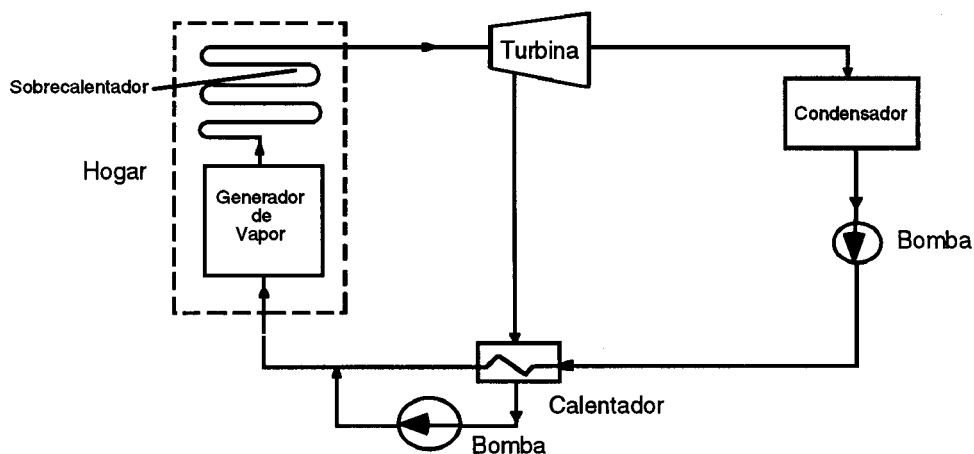 Turbina
Sobrecalentador
Condensador
Hogar
Generador
de
Vapor
Bomba
Calentador
Bomba